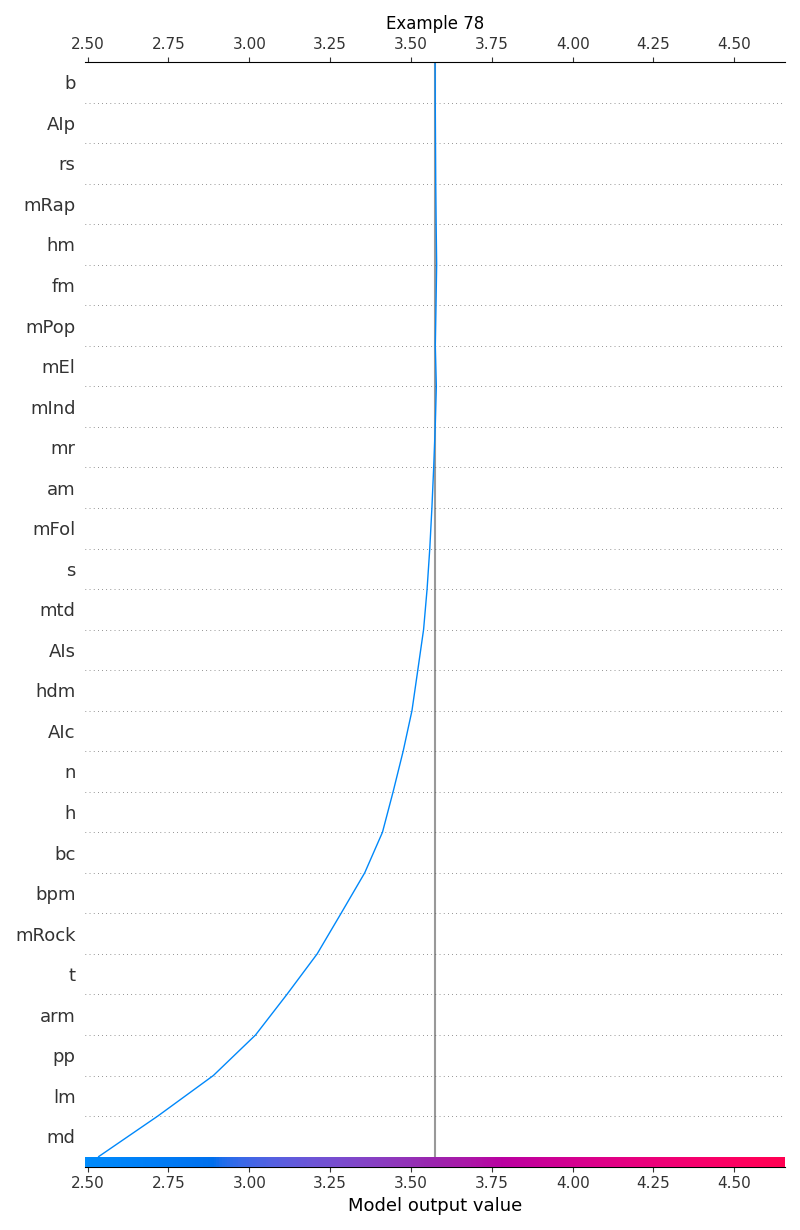 Example 78
2.50 2.75 3.00 3.25 3.50 3.75 4.00 4.25 4.50
b
AIp
rs
mRap
hm
fm
mPop
mEl
mInd
mr
am
mFol
s
mtd
AIs
hdm
AIc
n
h
bc
bpm
mRock
t
arm
pp
lm
md
2.50 2.75 3.00 3.25 3.50 3.75 4.00 4.25 4.50
Model output value